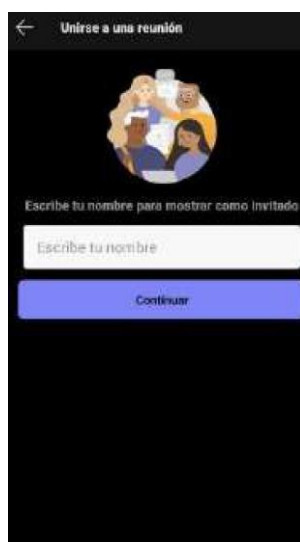 Unirse a una reunión
Escribe tu nombre para mostrar como invitado
Escribe tu nombre
Continuar